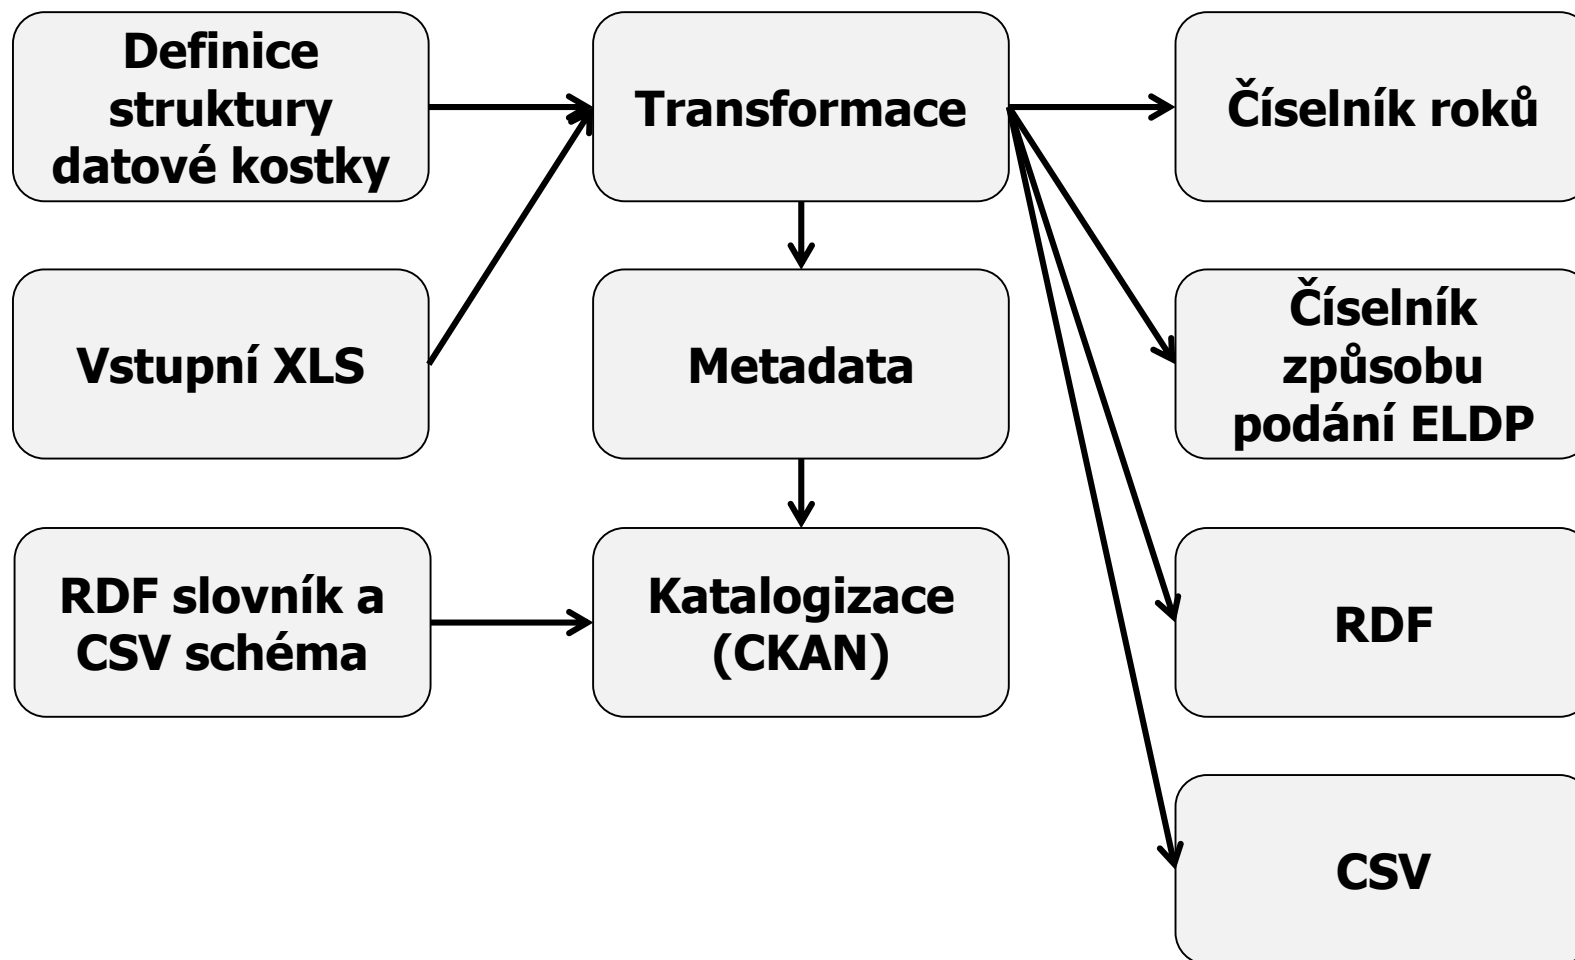 Definice
struktury
datové kostky
Transformace
Číselník roků
Vstupní XLS
Metadata
Číselník
způsobu
podání ELDP
RDF slovník a
CSV schéma
Katalogizace
(CKAN)
RDF
CSV